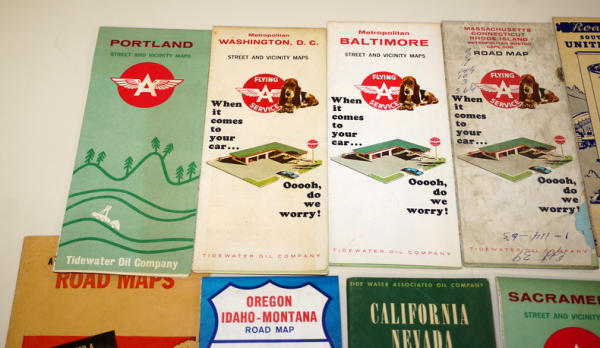 PORTLAND
STREET AND VICINITY MAPS
A
Tidewater Oil Company
Metropolitan
WASHINGTON, D. C.
STREET AND VICINITY MAPS
FLYING
A
SERVICE
When
it
comes
to
your
car...
Ooooh,
do
we
worry!
TIDEWATER OIL COMPANY
Metropolitan
BALTIMORE
STREET AND VICINITY MAPS
FLYING
A
SERVICE
When
it
comes
to
your
car...
Ooooh,
do
we
worry!
TIDEWATER OIL COMPANY
MASSACHUSETTS
CONNECTICUT
RHODE ISLAND
METROPOLITAN BOSTON
CAPE COD
ROAD MAP
FLYING
A
SERVICE
When
it
comes
to
your
car...
Ooooh,
do
we
worry!
TIDEWATER OIL COMPANY
ROAD MAPS
OREGON
IDAHO-MONTANA
ROAD MAP
TIDE WATER ASSOCIATED OIL COMPANY
CALIFORNIA
NEVADA
SACRAME
STREET AND VICINITY